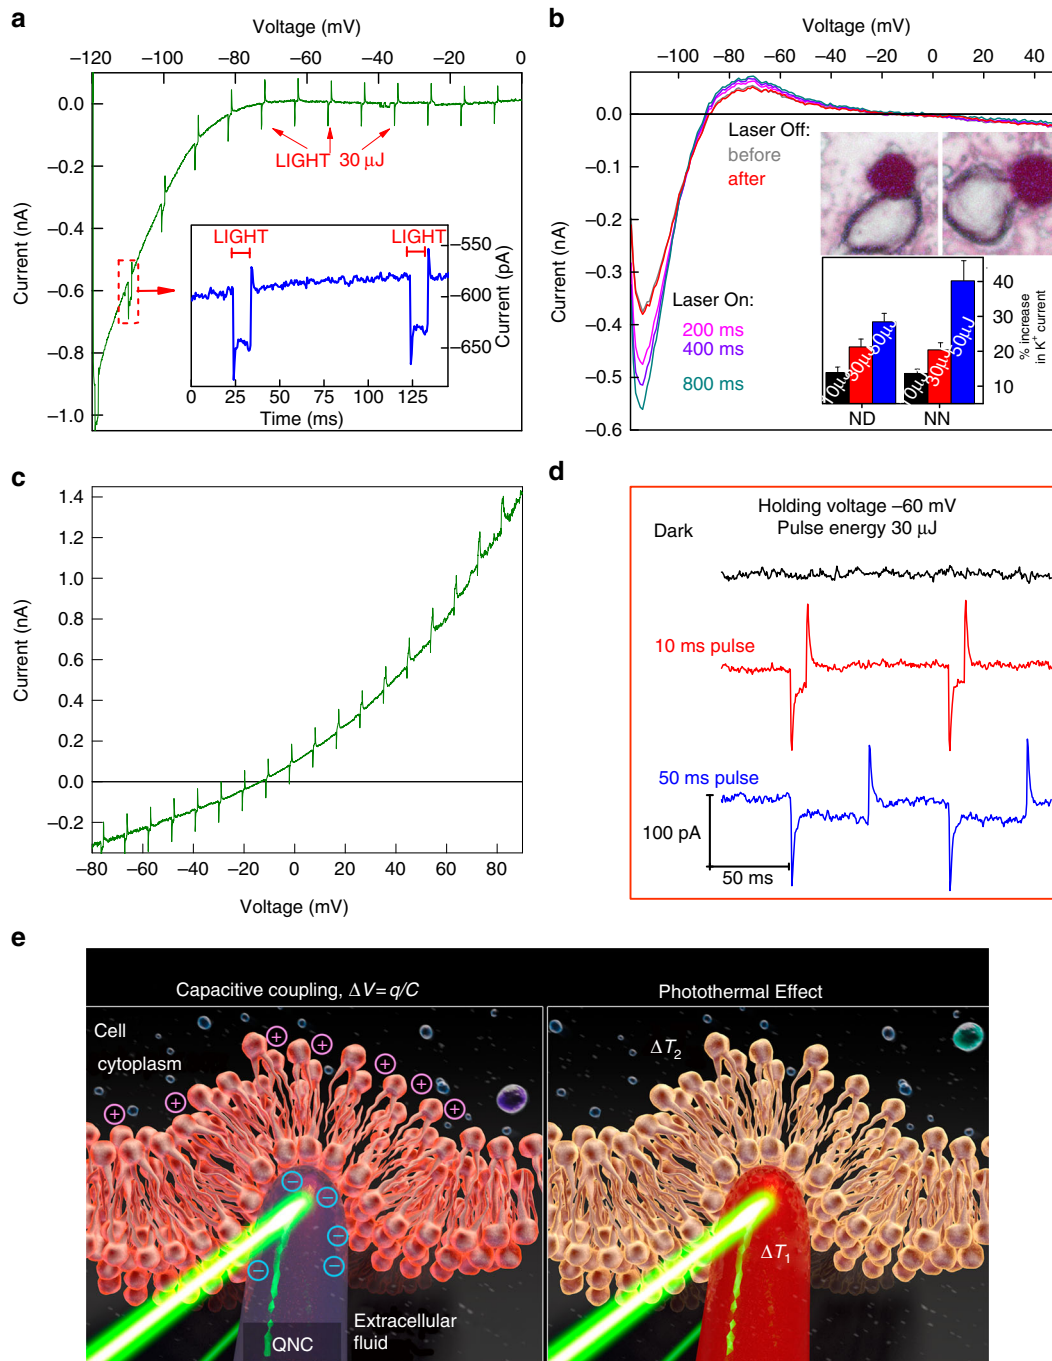 a
Voltage (mV)
−120 −100 −80 −60 −40 −20 0
0.0
−0.2
−0.4
−0.6
−0.8
−1.0
Current (nA)
LIGHT 30 µJ
LIGHT LIGHT
−550
−600
−650
Current (pA)
0 25 50 75 100 125
Time (ms)
b
Voltage (mV)
−100 −80 −60 −40 −20 0 20 40
0.0
−0.1
−0.2
−0.3
−0.4
−0.5
−0.6
Current (nA)
Laser Off:
before
after
Laser On:
200 ms
400 ms
800 ms
10µJ 30µJ 50µJ 10µJ 30µJ 50µJ
ND NN
40
30
20
10
% increase
in K+ current
c
1.4
1.2
1.0
0.8
0.6
0.4
0.2
0.0
−0.2
Current (nA)
−80 −60 −40 −20 0 20 40 60 80
Voltage (mV)
d
Holding voltage −60 mV
Pulse energy 30 µJ
Dark
10 ms pulse
50 ms pulse
100 pA
50 ms
e
Capacitive coupling, ΔV=q/C
Cell
cytoplasm
+ + + + + +
− − − − −
QNC
Extracellular
fluid
Photothermal Effect
ΔT2
ΔT1